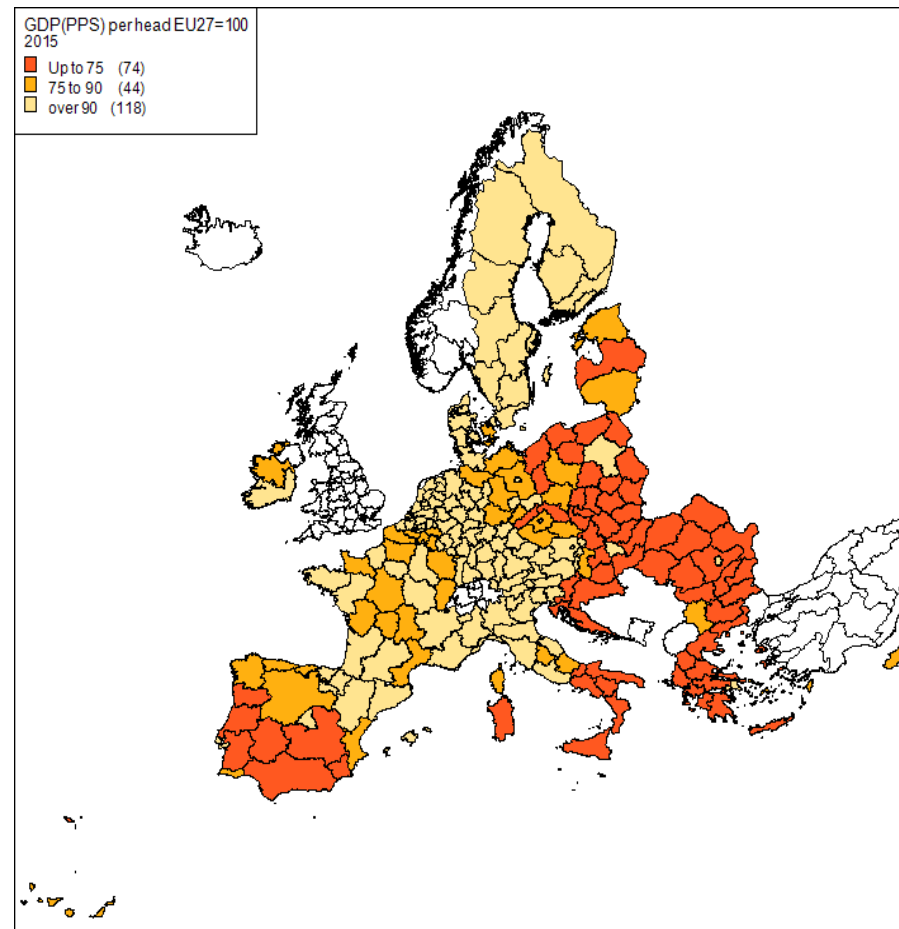 GDP(PPS) per head EU27=100
2015
Up to 75 (74)
75 to 90 (44)
over 90 (118)